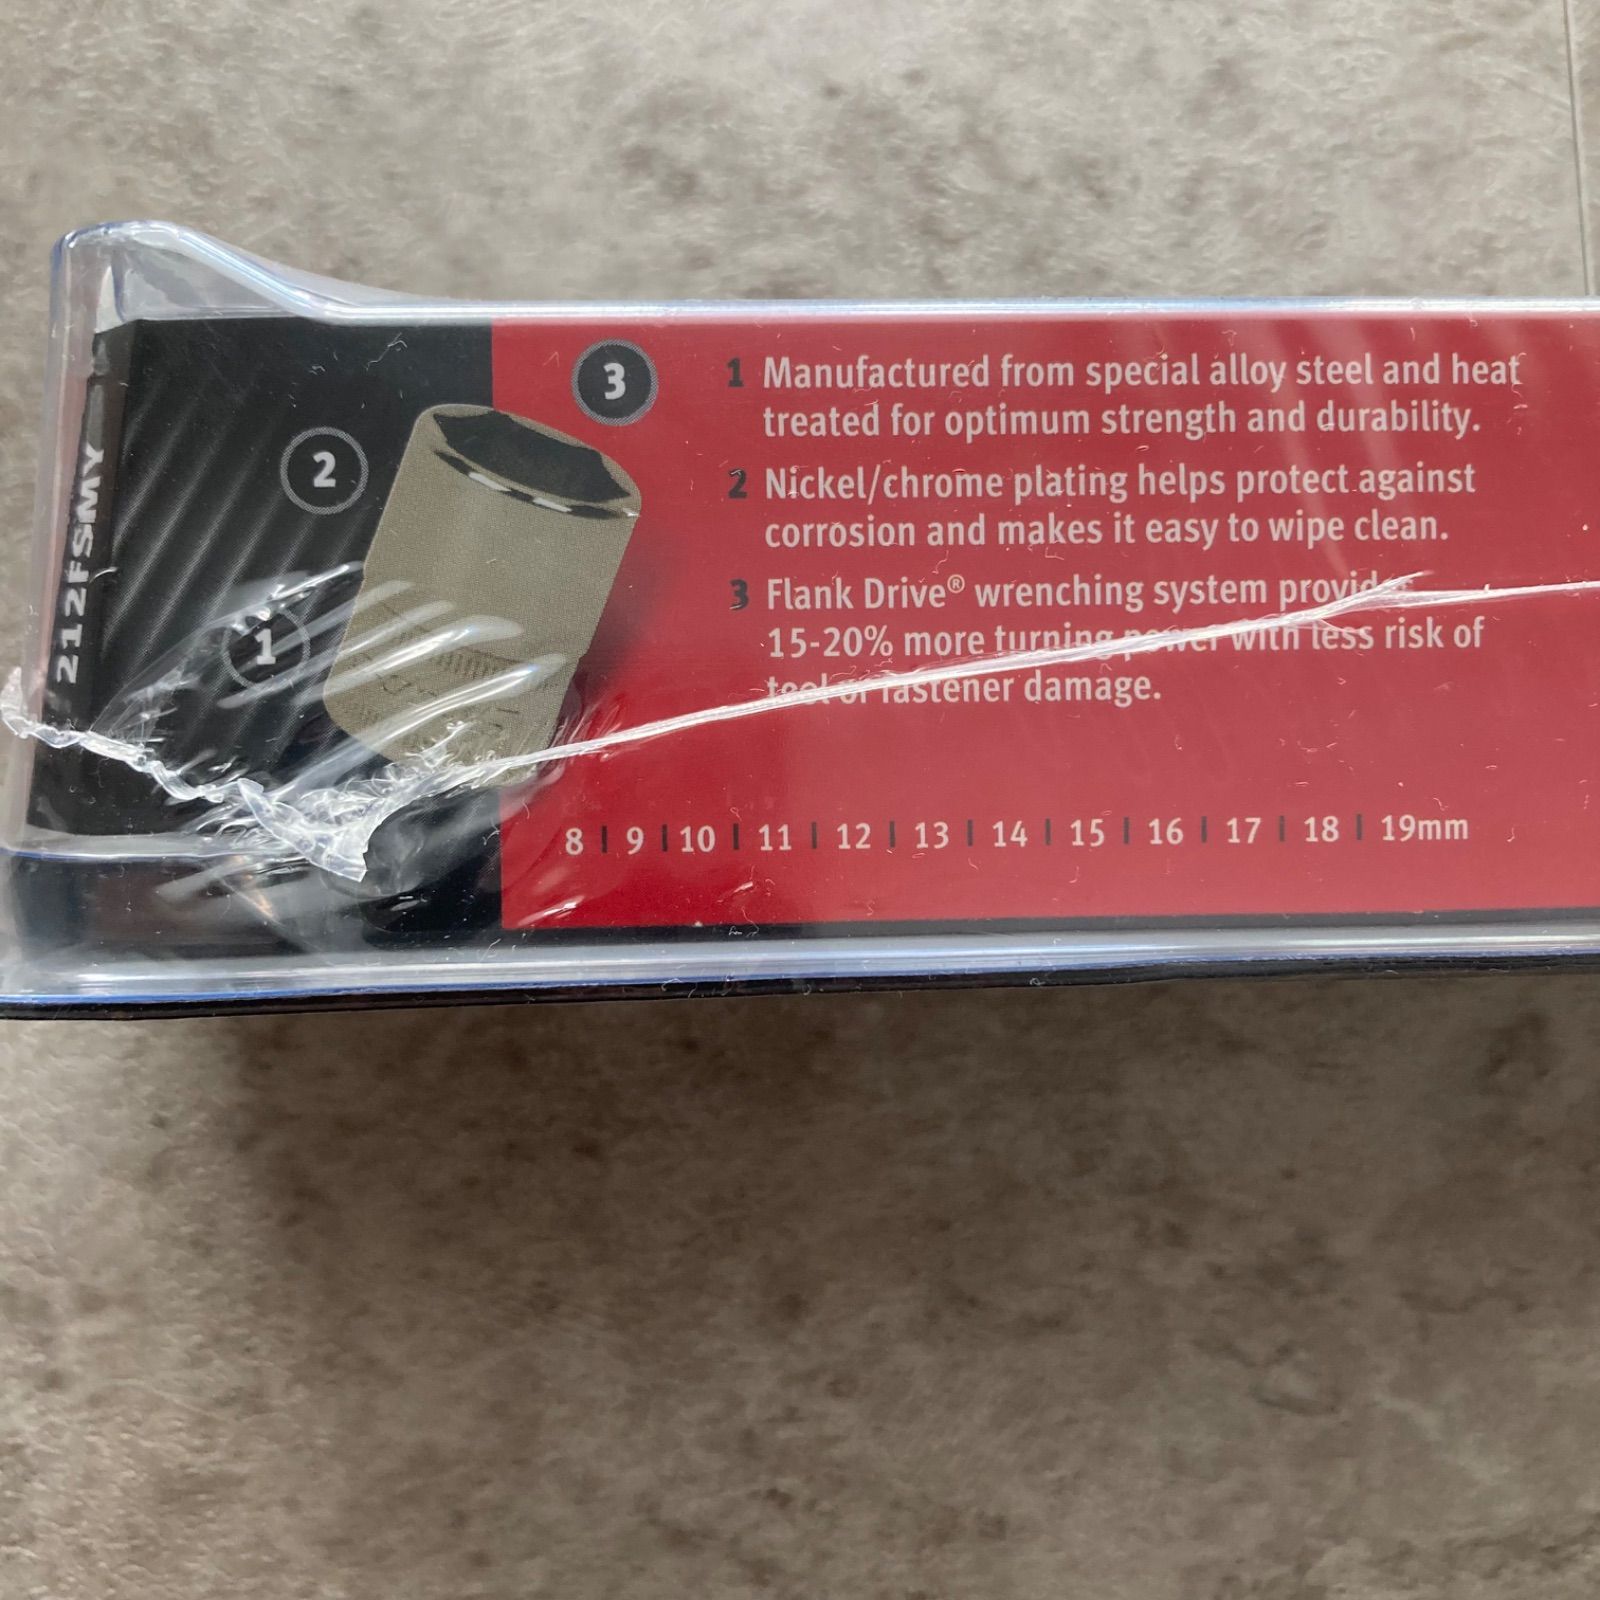 212FSMY
3
2
1
1 Manufactured from special alloy steel and heat
treated for optimum strength and durability.
2 Nickel/chrome plating helps protect against
corrosion and makes it easy to wipe clean.
3 Flank Drive® wrenching system provides
15-20% more turning power with less risk of
tool or fastener damage.
8 | 9 | 10 | 11 | 12 | 13 | 14 | 15 | 16 | 17 | 18 | 19mm